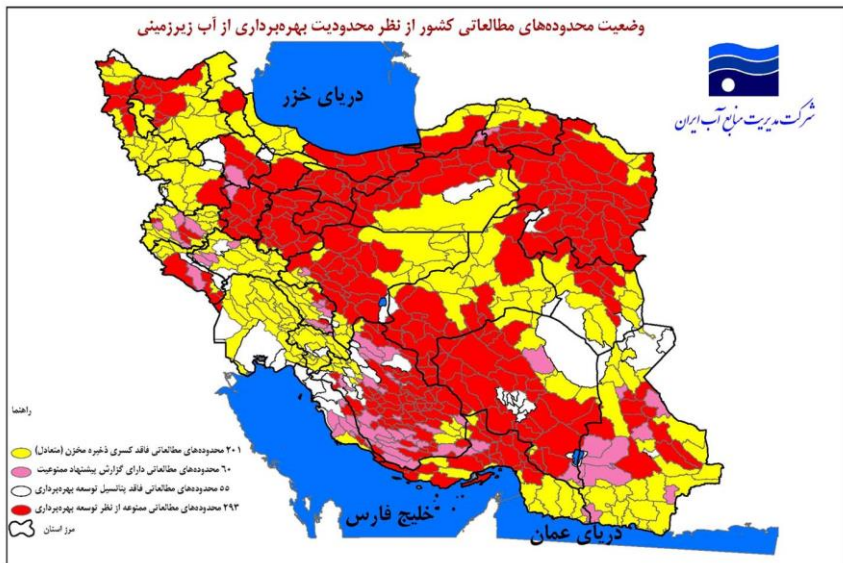 وضعیت محدوده‌های مطالعاتی کشور از نظر محدودیت بهره‌برداری از آب زیرزمینی
دریای خزر
شرکت مدیریت منابع آب ایران
راهنما
۲۰۱ محدوده‌های مطالعاتی فاقد کسری ذخیره مخزن (متعادل)
۶۰ محدوده‌های مطالعاتی دارای گزارش پیشنهاد ممنوعیت
۵۵ محدوده‌های مطالعاتی فاقد پتانسیل توسعه بهره‌برداری
۲۹۳ محدوده‌های مطالعاتی ممنوعه از نظر توسعه بهره‌برداری
مرز استان
خلیج فارس
دریای عمان